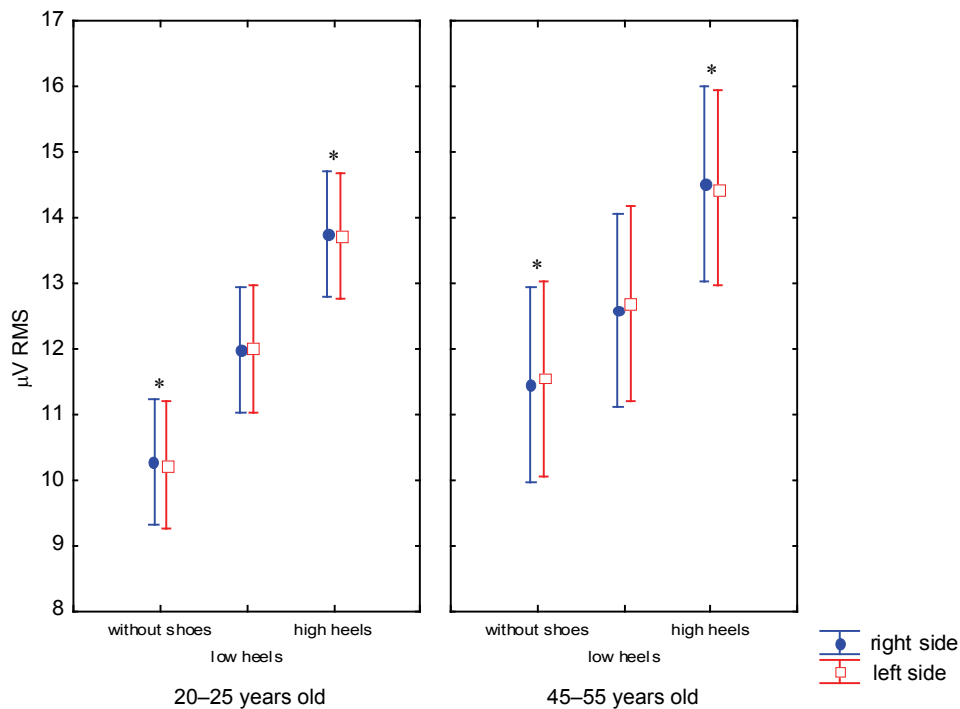 17
16
15
14
13
12
11
10
9
8
μV RMS
*
*
*
*
without shoes
high heels
low heels
20–25 years old
without shoes
high heels
low heels
45–55 years old
right side
left side